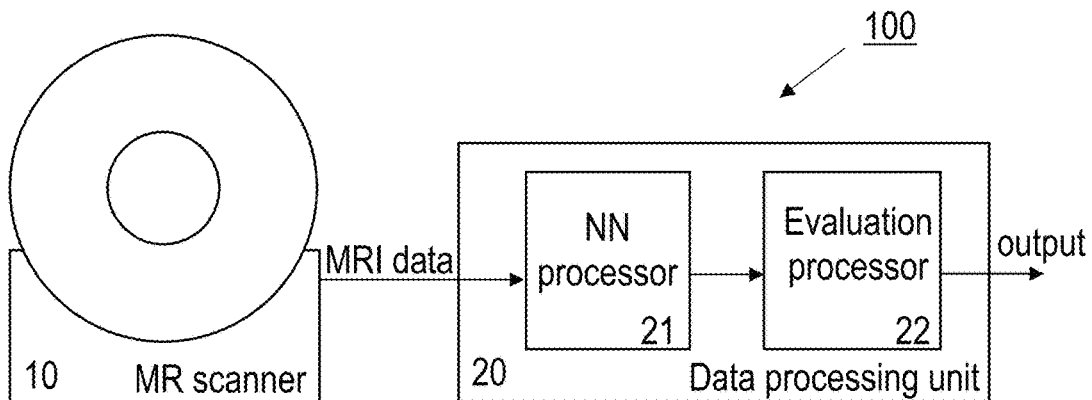 100
NN
processor
21
Evaluation
processor
22
MRI data
output
10
MR scanner
20
Data processing unit